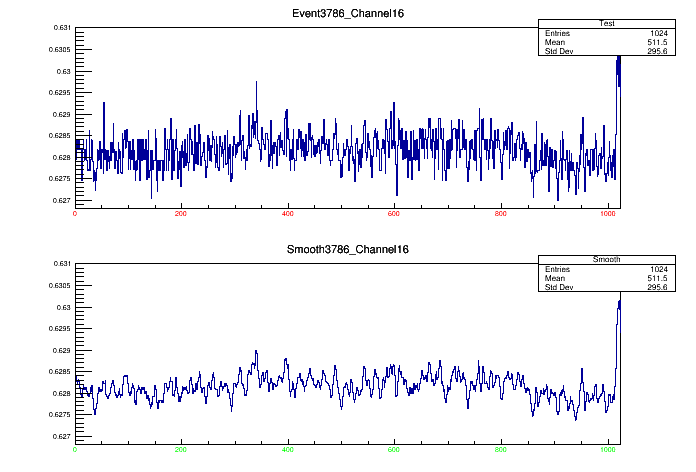 Event3786_Channel16
Test
Entries 1024
Mean 511.5
Std Dev 295.6
0.631
0.6305
0.63
0.6295
0.629
0.6285
0.628
0.6275
0.627
0 200 400 600 800 1000
Smooth3786_Channel16
Smooth
Entries 1024
Mean 511.5
Std Dev 295.6
0.631
0.6305
0.63
0.6295
0.629
0.6285
0.628
0.6275
0.627
0 200 400 600 800 1000